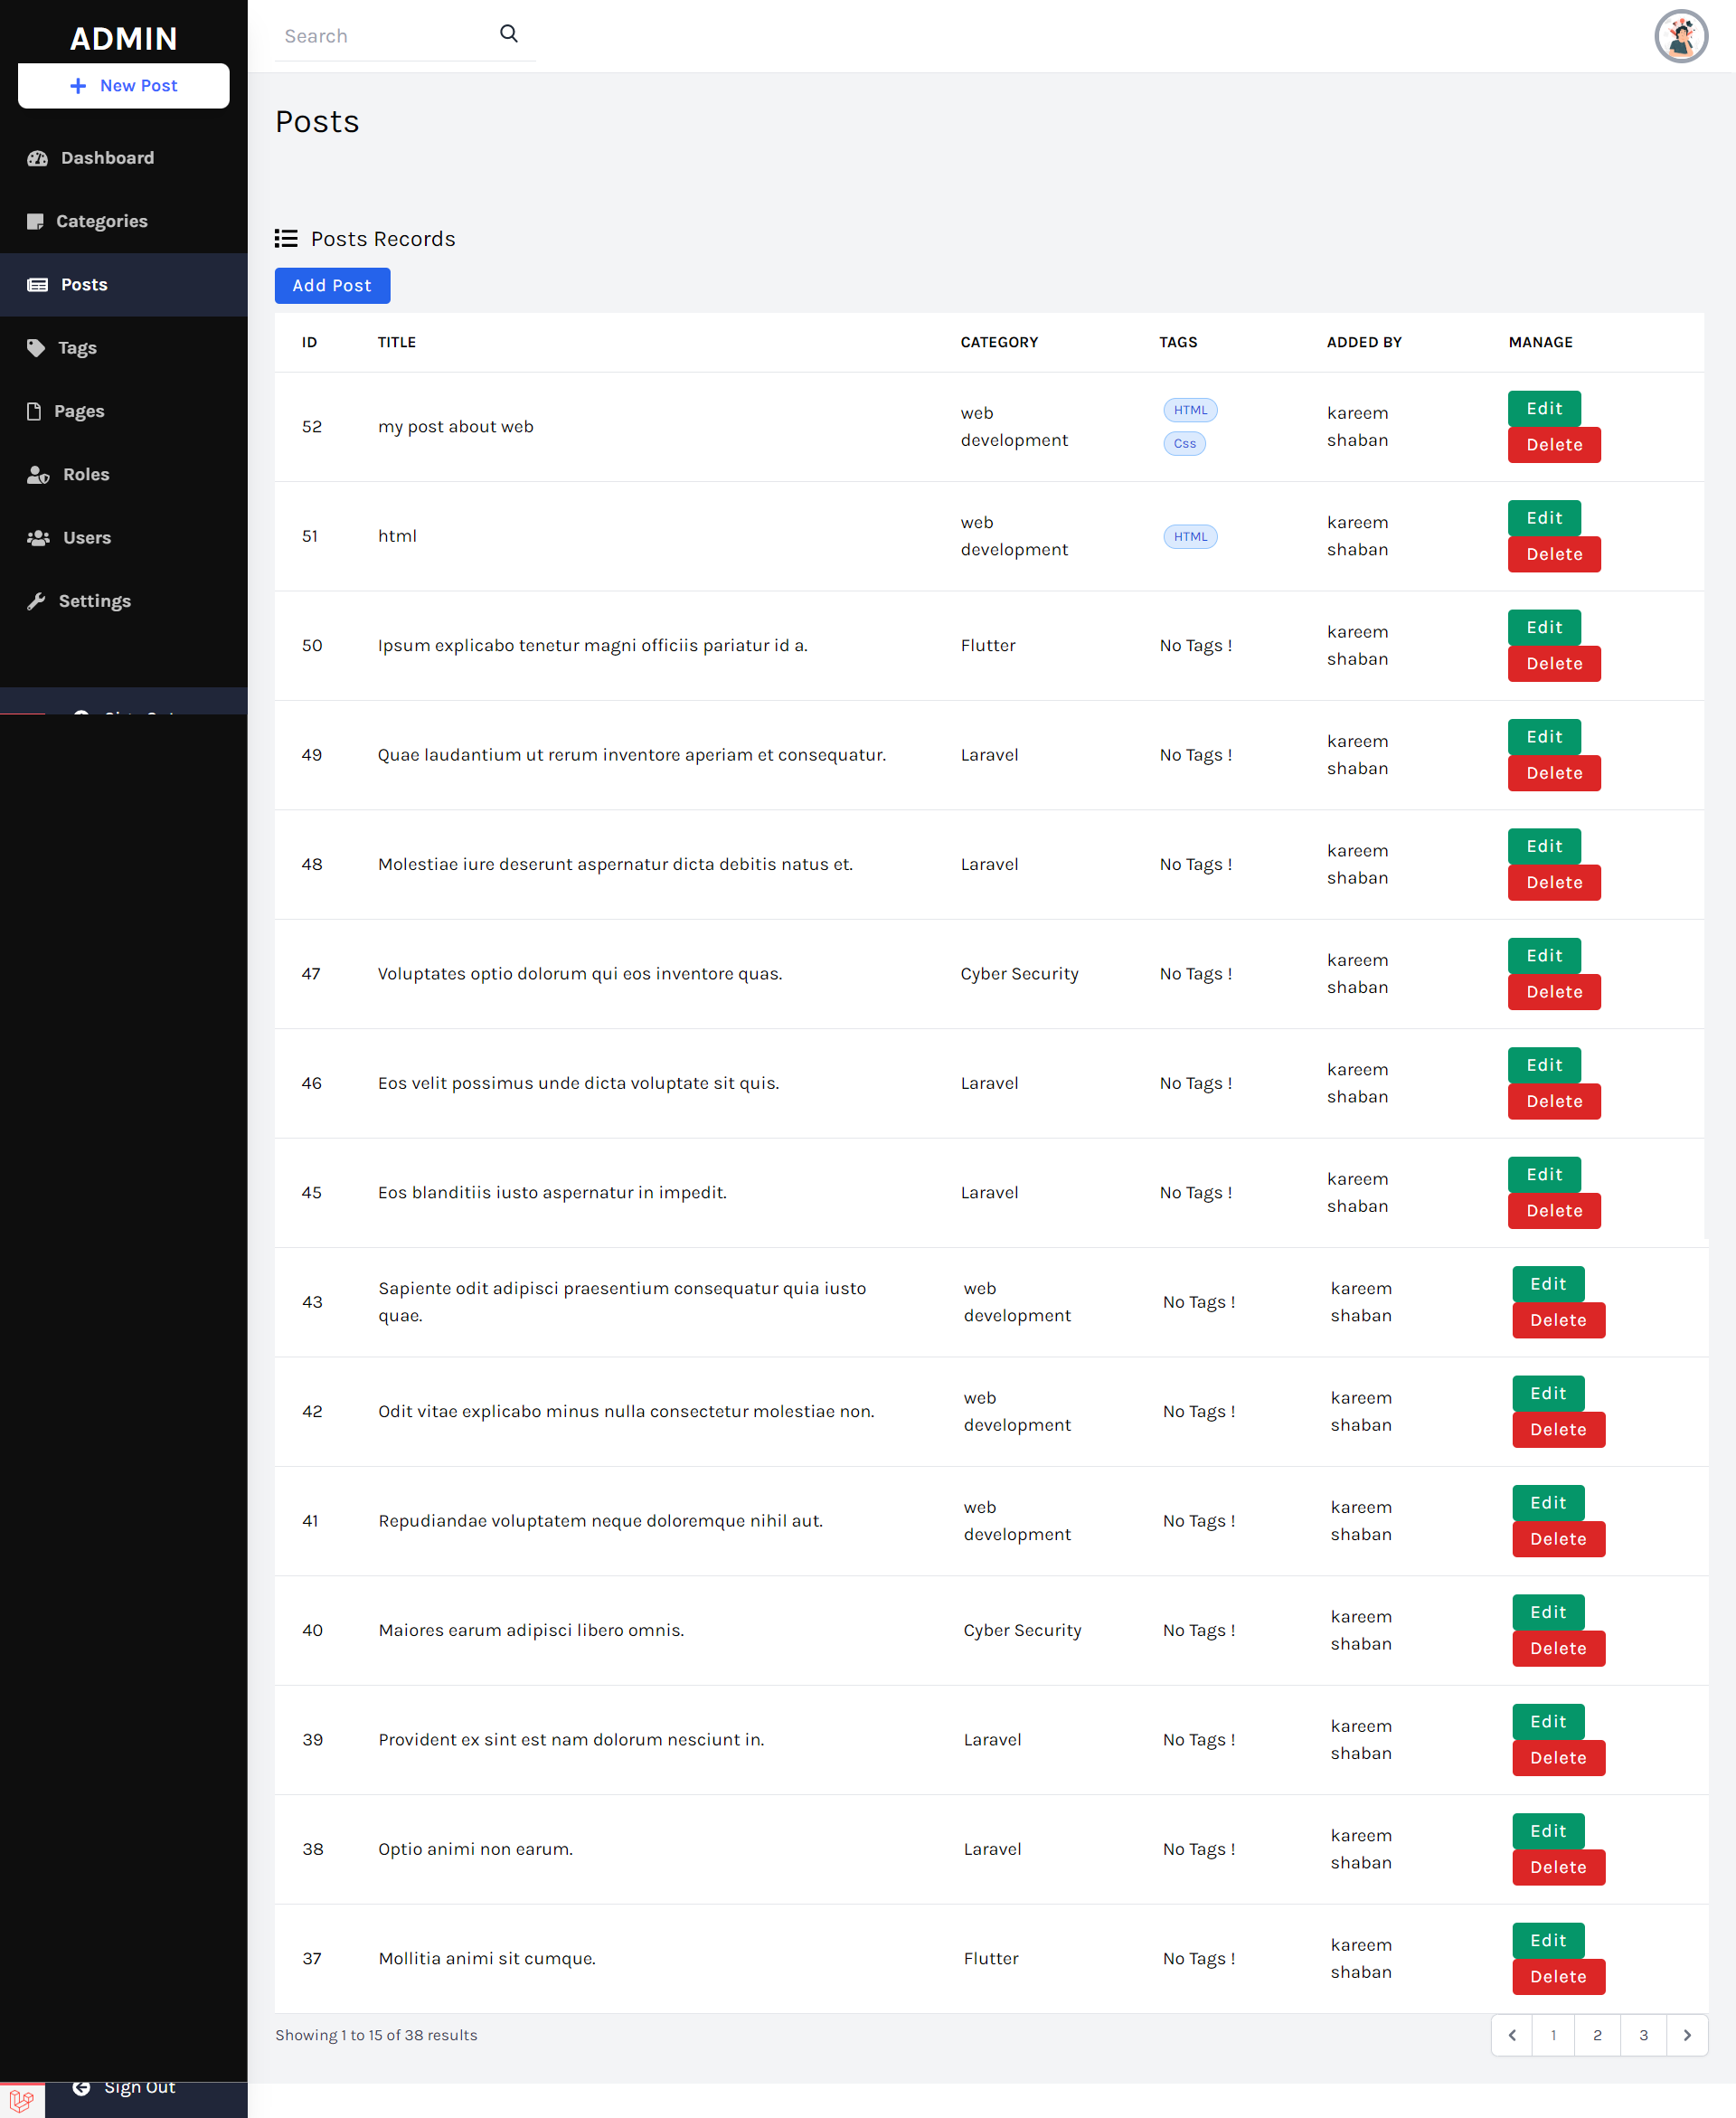 ADMIN
New Post
Dashboard
Categories
Posts
Tags
Pages
Roles
Users
Settings
Sign Out
Search
Posts
Posts Records
Add Post
ID TITLE CATEGORY TAGS ADDED BY MANAGE
52 my post about web web development HTML Css kareem shaban Edit Delete
51 html web development HTML kareem shaban Edit Delete
50 Ipsum explicabo tenetur magni officiis pariatur id a. Flutter No Tags ! kareem shaban Edit Delete
49 Quae laudantium ut rerum inventore aperiam et consequatur. Laravel No Tags ! kareem shaban Edit Delete
48 Molestiae iure deserunt aspernatur dicta debitis natus et. Laravel No Tags ! kareem shaban Edit Delete
47 Voluptates optio dolorum qui eos inventore quas. Cyber Security No Tags ! kareem shaban Edit Delete
46 Eos velit possimus unde dicta voluptate sit quis. Laravel No Tags ! kareem shaban Edit Delete
45 Eos blanditiis iusto aspernatur in impedit. Laravel No Tags ! kareem shaban Edit Delete
43 Sapiente odit adipisci praesentium consequatur quia iusto quae. web development No Tags ! kareem shaban Edit Delete
42 Odit vitae explicabo minus nulla consectetur molestiae non. web development No Tags ! kareem shaban Edit Delete
41 Repudiandae voluptatem neque doloremque nihil aut. web development No Tags ! kareem shaban Edit Delete
40 Maiores earum adipisci libero omnis. Cyber Security No Tags ! kareem shaban Edit Delete
39 Provident ex sint est nam dolorum nesciunt in. Laravel No Tags ! kareem shaban Edit Delete
38 Optio animi non earum. Laravel No Tags ! kareem shaban Edit Delete
37 Mollitia animi sit cumque. Flutter No Tags ! kareem shaban Edit Delete
Showing 1 to 15 of 38 results
1 2 3